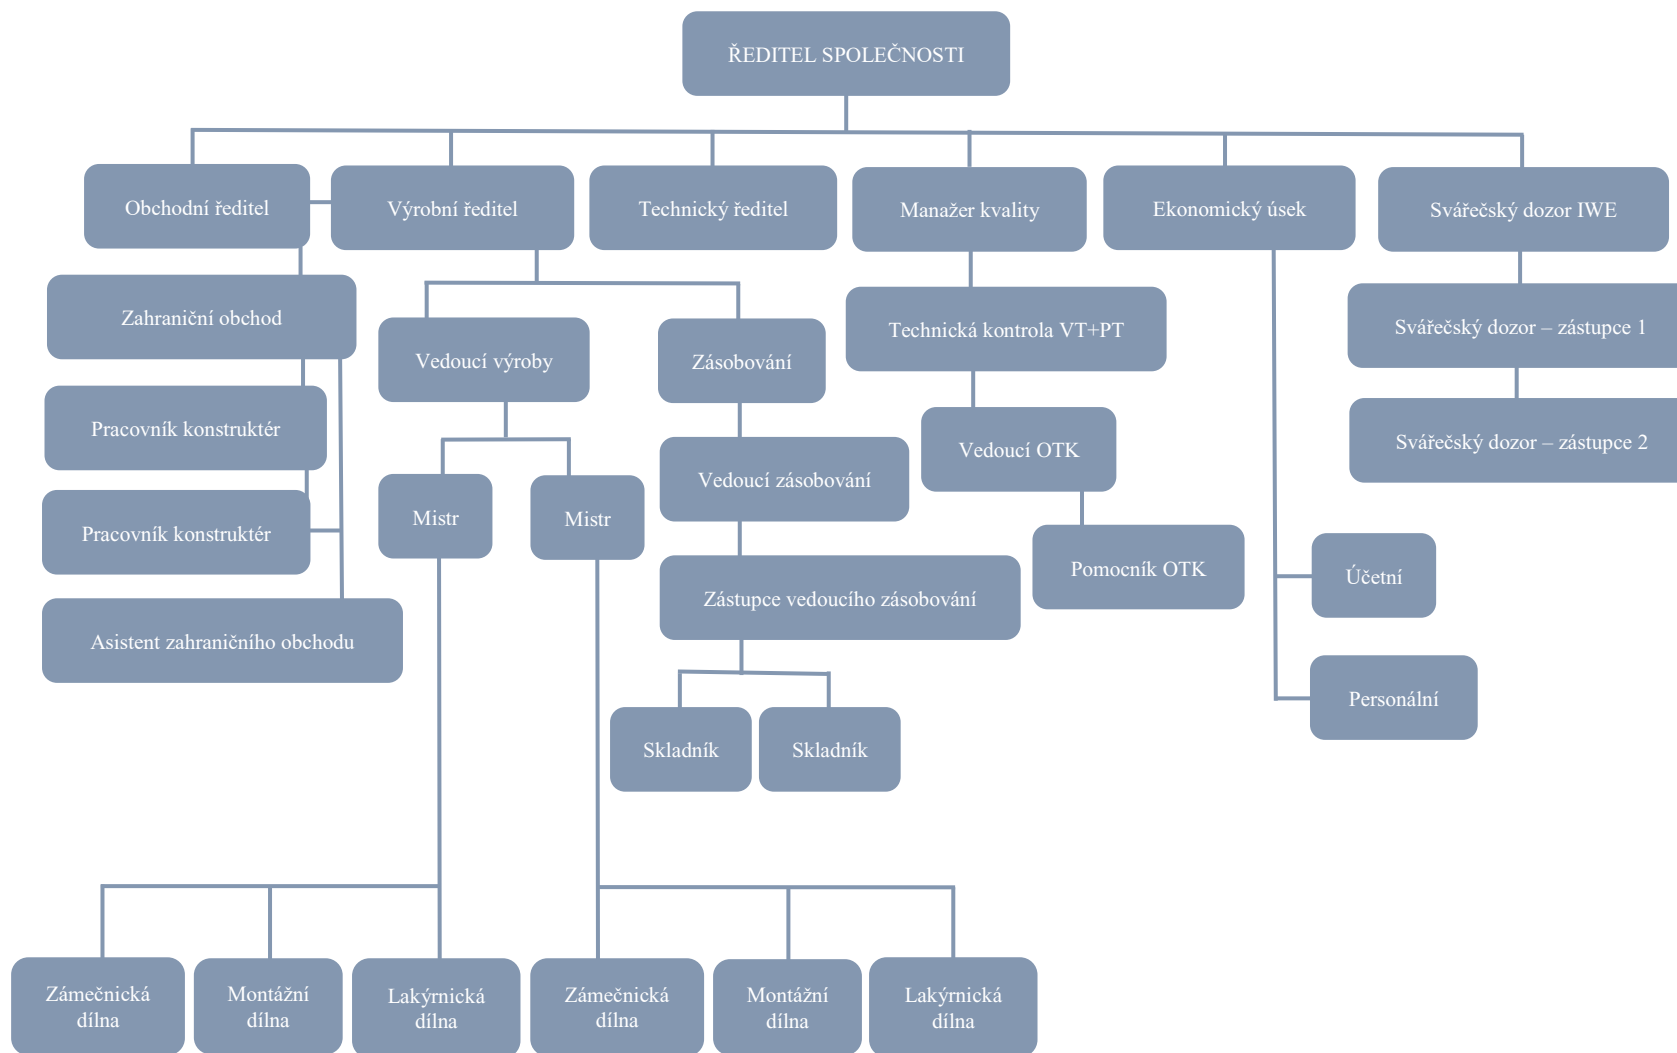 ŘEDITEL SPOLEČNOSTI
Obchodní ředitel
Výrobní ředitel
Technický ředitel
Manažer kvality
Ekonomický úsek
Svářečský dozor IWE
Zahraniční obchod
Vedoucí výroby
Zásobování
Technická kontrola VT+PT
Svářečský dozor – zástupce 1
Pracovník konstruktér
Vedoucí zásobování
Vedoucí OTK
Svářečský dozor – zástupce 2
Pracovník konstruktér
Mistr
Mistr
Zástupce vedoucího zásobování
Pomocník OTK
Účetní
Asistent zahraničního obchodu
Skladník
Skladník
Personální
Zámečnická
dílna
Montážní
dílna
Lakýrnická
dílna
Zámečnická
dílna
Montážní
dílna
Lakýrnická
dílna